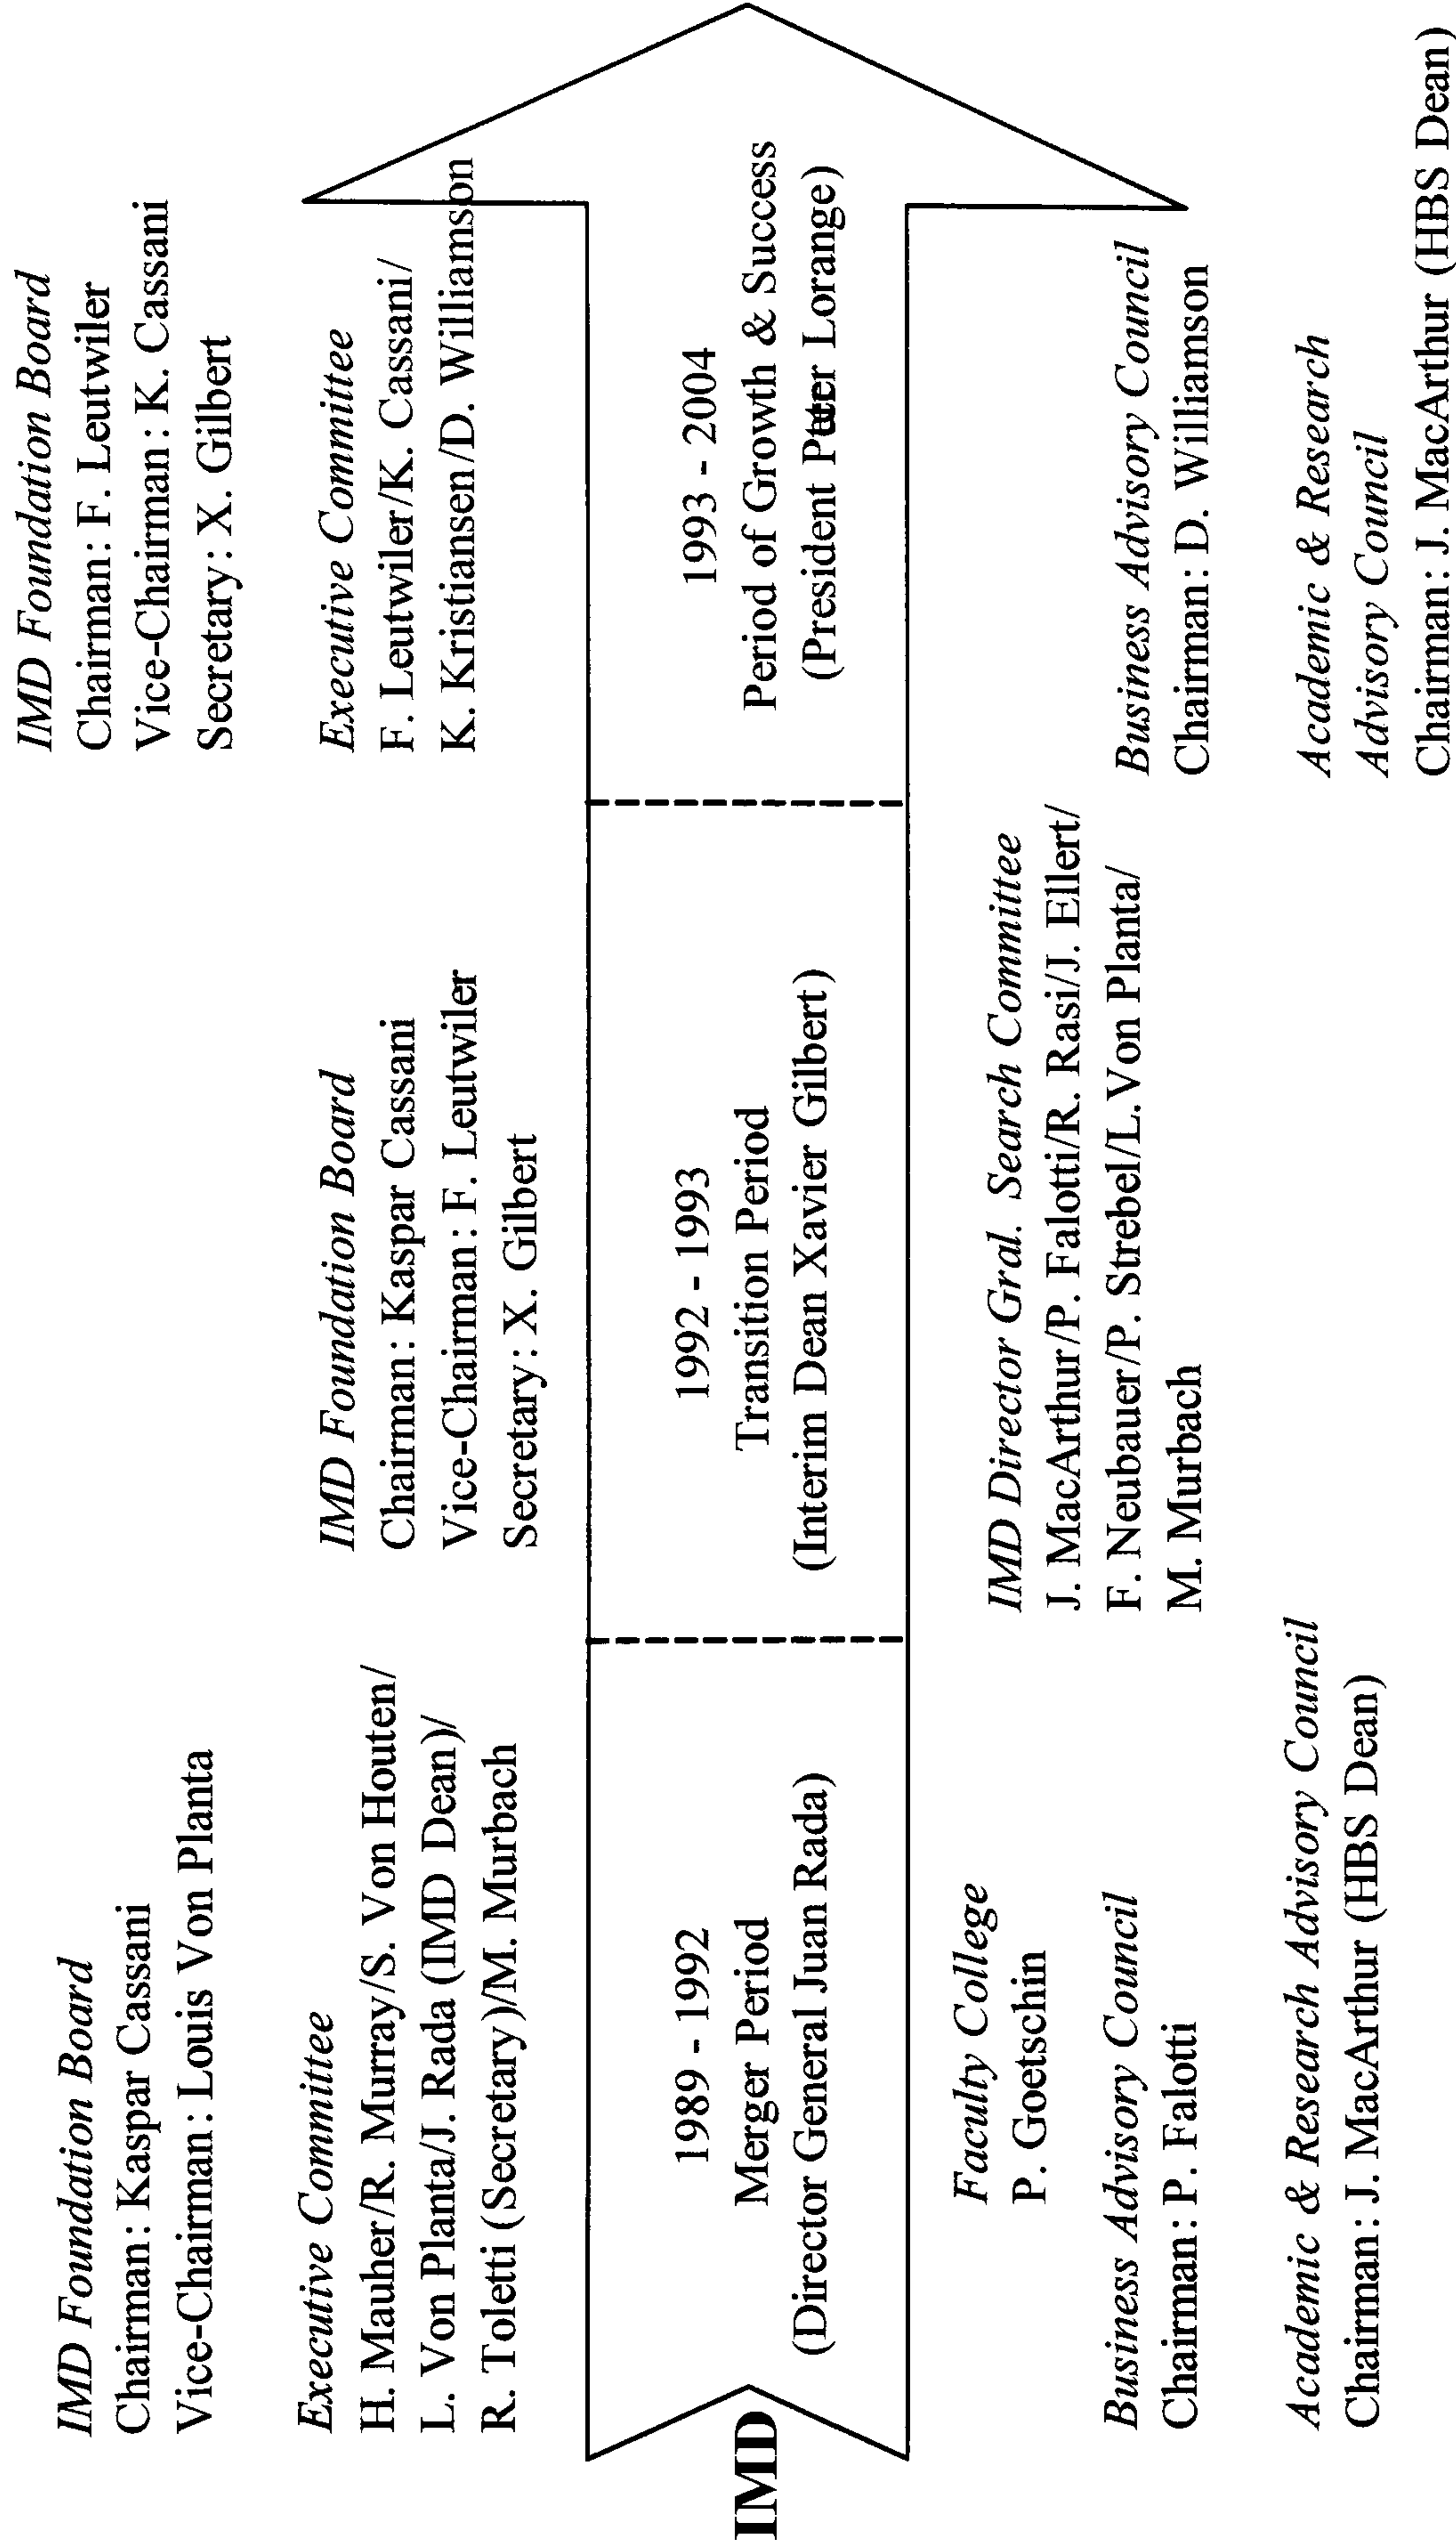 IMD Foundation Board
Chairman: Kaspar Cassani
Vice-Chairman: Louis Von Planta
Executive Committee
H. Mauher/R. Murray/S. Von Houten/
L. Von Planta/J. Rada (IMD Dean)/
R. Toletti (Secretary)/M. Murbach
IMD Foundation Board
Chairman: Kaspar Cassani
Vice-Chairman: F. Leutwiler
Secretary: X. Gilbert
IMD Foundation Board
Chairman: F. Leutwiler
Vice-Chairman: K. Cassani
Secretary: X. Gilbert
Executive Committee
F. Leutwiler/K. Cassani/
K. Kristiansen/D. Williamson
IMD
1989 - 1992
Merger Period
(Director General Juan Rada)
1992 - 1993
Transition Period
(Interim Dean Xavier Gilbert)
1993 - 2004
Period of Growth & Success
(President Peter Lorange)
Faculty College
P. Goetschin
Business Advisory Council
Chairman: P. Falotti
Academic & Research Advisory Council
Chairman: J. MacArthur (HBS Dean)
IMD Director Gral. Search Committee
J. MacArthur/P. Falotti/R. Rasi/J. Ellert/
F. Neubauer/P. Strebel/L. Von Planta/
M. Murbach
Business Advisory Council
Chairman: D. Williamson
Academic & Research
Advisory Council
Chairman: J. MacArthur (HBS Dean)